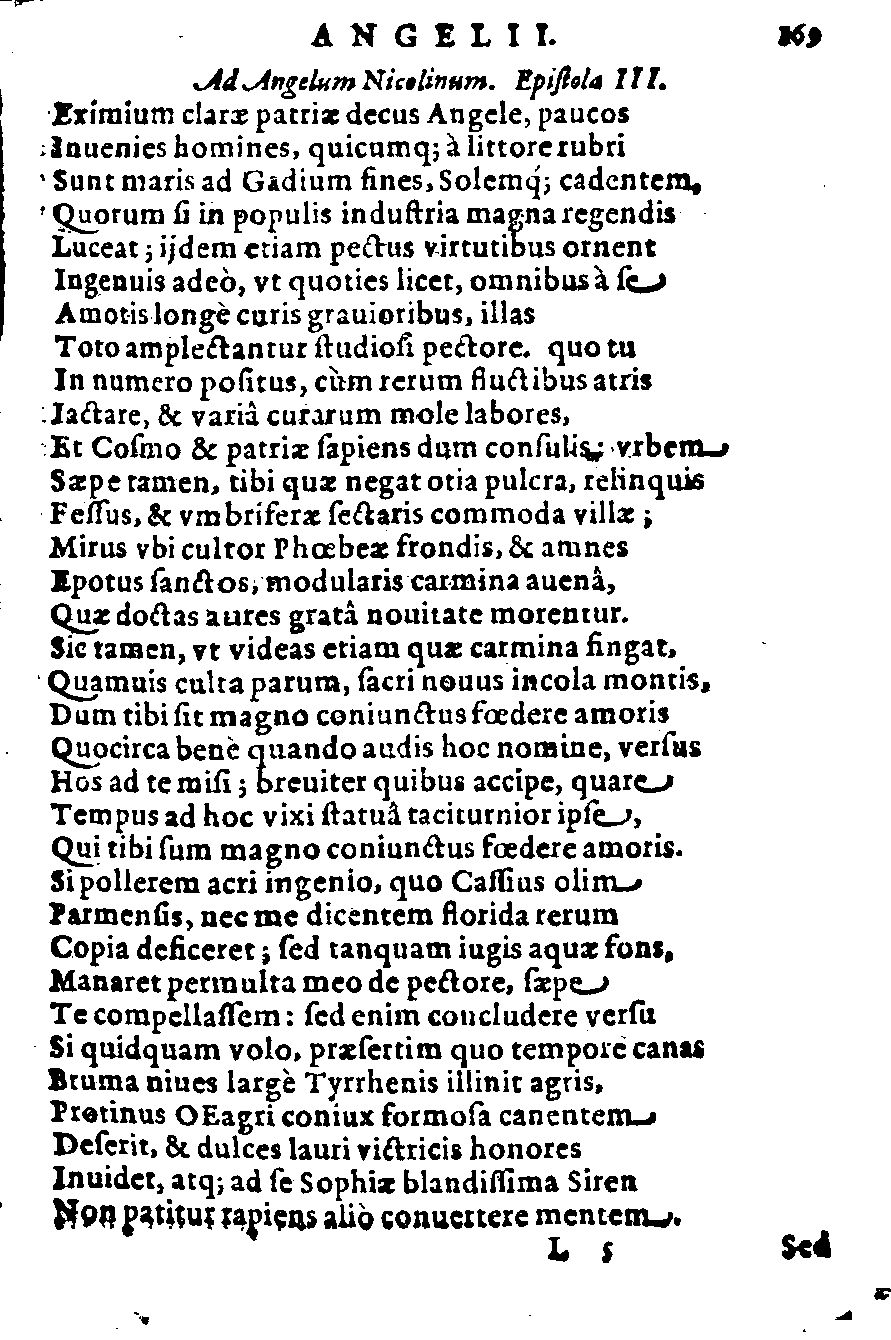 ANGELII. 169
Ad Angelum Nicolinum. Epiſtola III.
Eximium claræ patriæ decus Angele, paucos
Inuenies homines, quicumq; à littore rubri
Sunt maris ad Gadium fines, Solemq́; cadentem,
Quorum ſi in populis induſtria magna regendis
Luceat; ijdem etiam pectus virtutibus ornent
Ingenuis adeò, vt quoties licet, omnibus à ſe
Amotis longè curis grauioribus, illas
Toto amplectantur ſtudioſi pectore. quo tu
In numero poſitus, cùm rerum fluctibus atris
Iactare, & variâ curarum mole labores,
Et Coſmo & patriæ ſapiens dum conſulis; vrbem
Sæpe tamen, tibi quæ negat otia pulcra, relinquis
Feſſus, & vmbriferæ ſectaris commoda villæ;
Mirus vbi cultor Phœbeæ frondis, & amnes
Epotus ſanctos, modularis carmina auenâ,
Quæ doctas aures gratâ nouitate morentur.
Sic tamen, vt videas etiam quæ carmina fingat,
Quamuis culta parum, ſacri nouus incola montis,
Dum tibi ſit magno coniunctus fœdere amoris
Quocirca benè quando audis hoc nomine, verſus
Hos ad te miſi; breuiter quibus accipe, quare
Tempus ad hoc vixi ſtatuâ taciturnior ipſe,
Qui tibi ſum magno coniunctus fœdere amoris.
Si pollerem acri ingenio, quo Caſſius olim
Parmenſis, nec me dicentem florida rerum
Copia deficeret; ſed tanquam iugis aquæ fons,
Manaret permulta meo de pectore, ſæpe
Te compellaſſem: ſed enim concludere verſu
Si quidquam volo, præſertim quo tempore canas
Bruma niues largè Tyrrhenis illinit agris,
Protinus OEagri coniux formoſa canentem
Deſerit, & dulces lauri victricis honores
Inuidet, atq; ad ſe Sophiæ blandiſſima Siren
Non patitur rapiens aliò conuertere mentem.
L 5 Sed